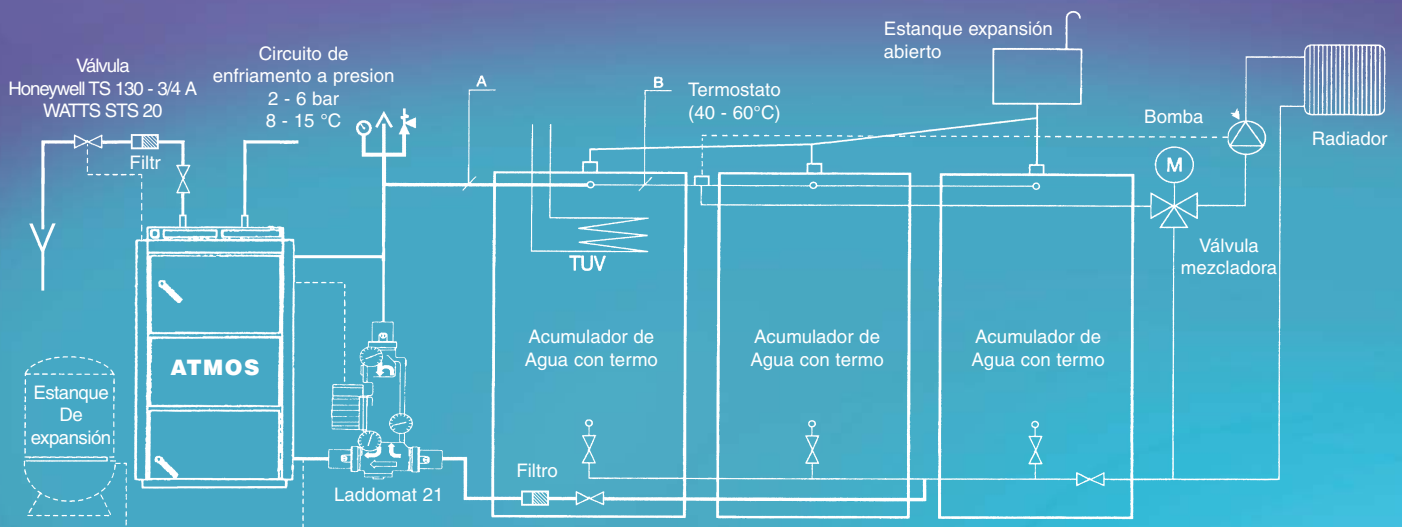 Válvula
Honeywell TS 130 - 3/4 A
WATTS STS 20
Filtr
Circuito de
enfriamento a presion
2 - 6 bar
8 - 15 °C
A
B
Termostato
(40 - 60°C)
Estanque expansión
abierto
Bomba
Radiador
M
Válvula
mezcladora
TUV
ATMOS
Acumulador de
Agua con termo
Acumulador de
Agua con termo
Acumulador de
Agua con termo
Estanque
De
expansión
Filtro
Laddomat 21